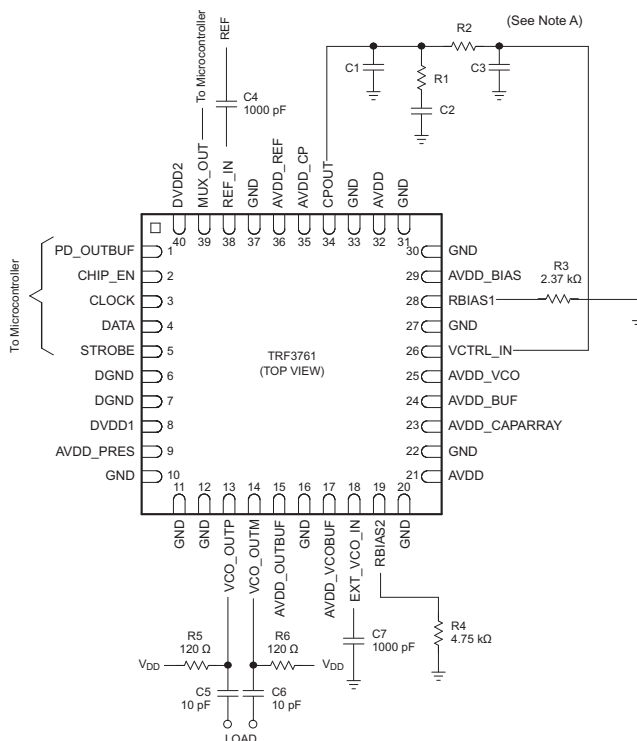 (See Note A)
To Microcontroller
REF
C4
1000 pF
C1
R1
C2
R2
C3
DVDD2
MUX_OUT
REF_IN
GND
AVDD_REF
AVDD_CP
CPOUT
GND
AVDD
GND
40 39 38 37 36 35 34 33 32 31
To Microcontroller
PD_OUTBUF 1
CHIP_EN 2
CLOCK 3
DATA 4
STROBE 5
DGND 6
DGND 7
DVDD1 8
AVDD_PRES 9
GND 10
TRF3761
(TOP VIEW)
30 GND
29 AVDD_BIAS
28 RBIAS1
27 GND
26 VCTRL_IN
25 AVDD_VCO
24 AVDD_BUF
23 AVDD_CAPARRAY
22 GND
21 AVDD
R3
2.37 kΩ
11 12 13 14 15 16 17 18 19 20
GND
GND
VCO_OUTP
VCO_OUTM
AVDD_OUTBUF
GND
AVDD_VCOBUF
EXT_VCO_IN
RBIAS2
GND
R5
120 Ω
R6
120 Ω
VDD
VDD
C5
10 pF
C6
10 pF
LOAD
C7
1000 pF
R4
4.75 kΩ